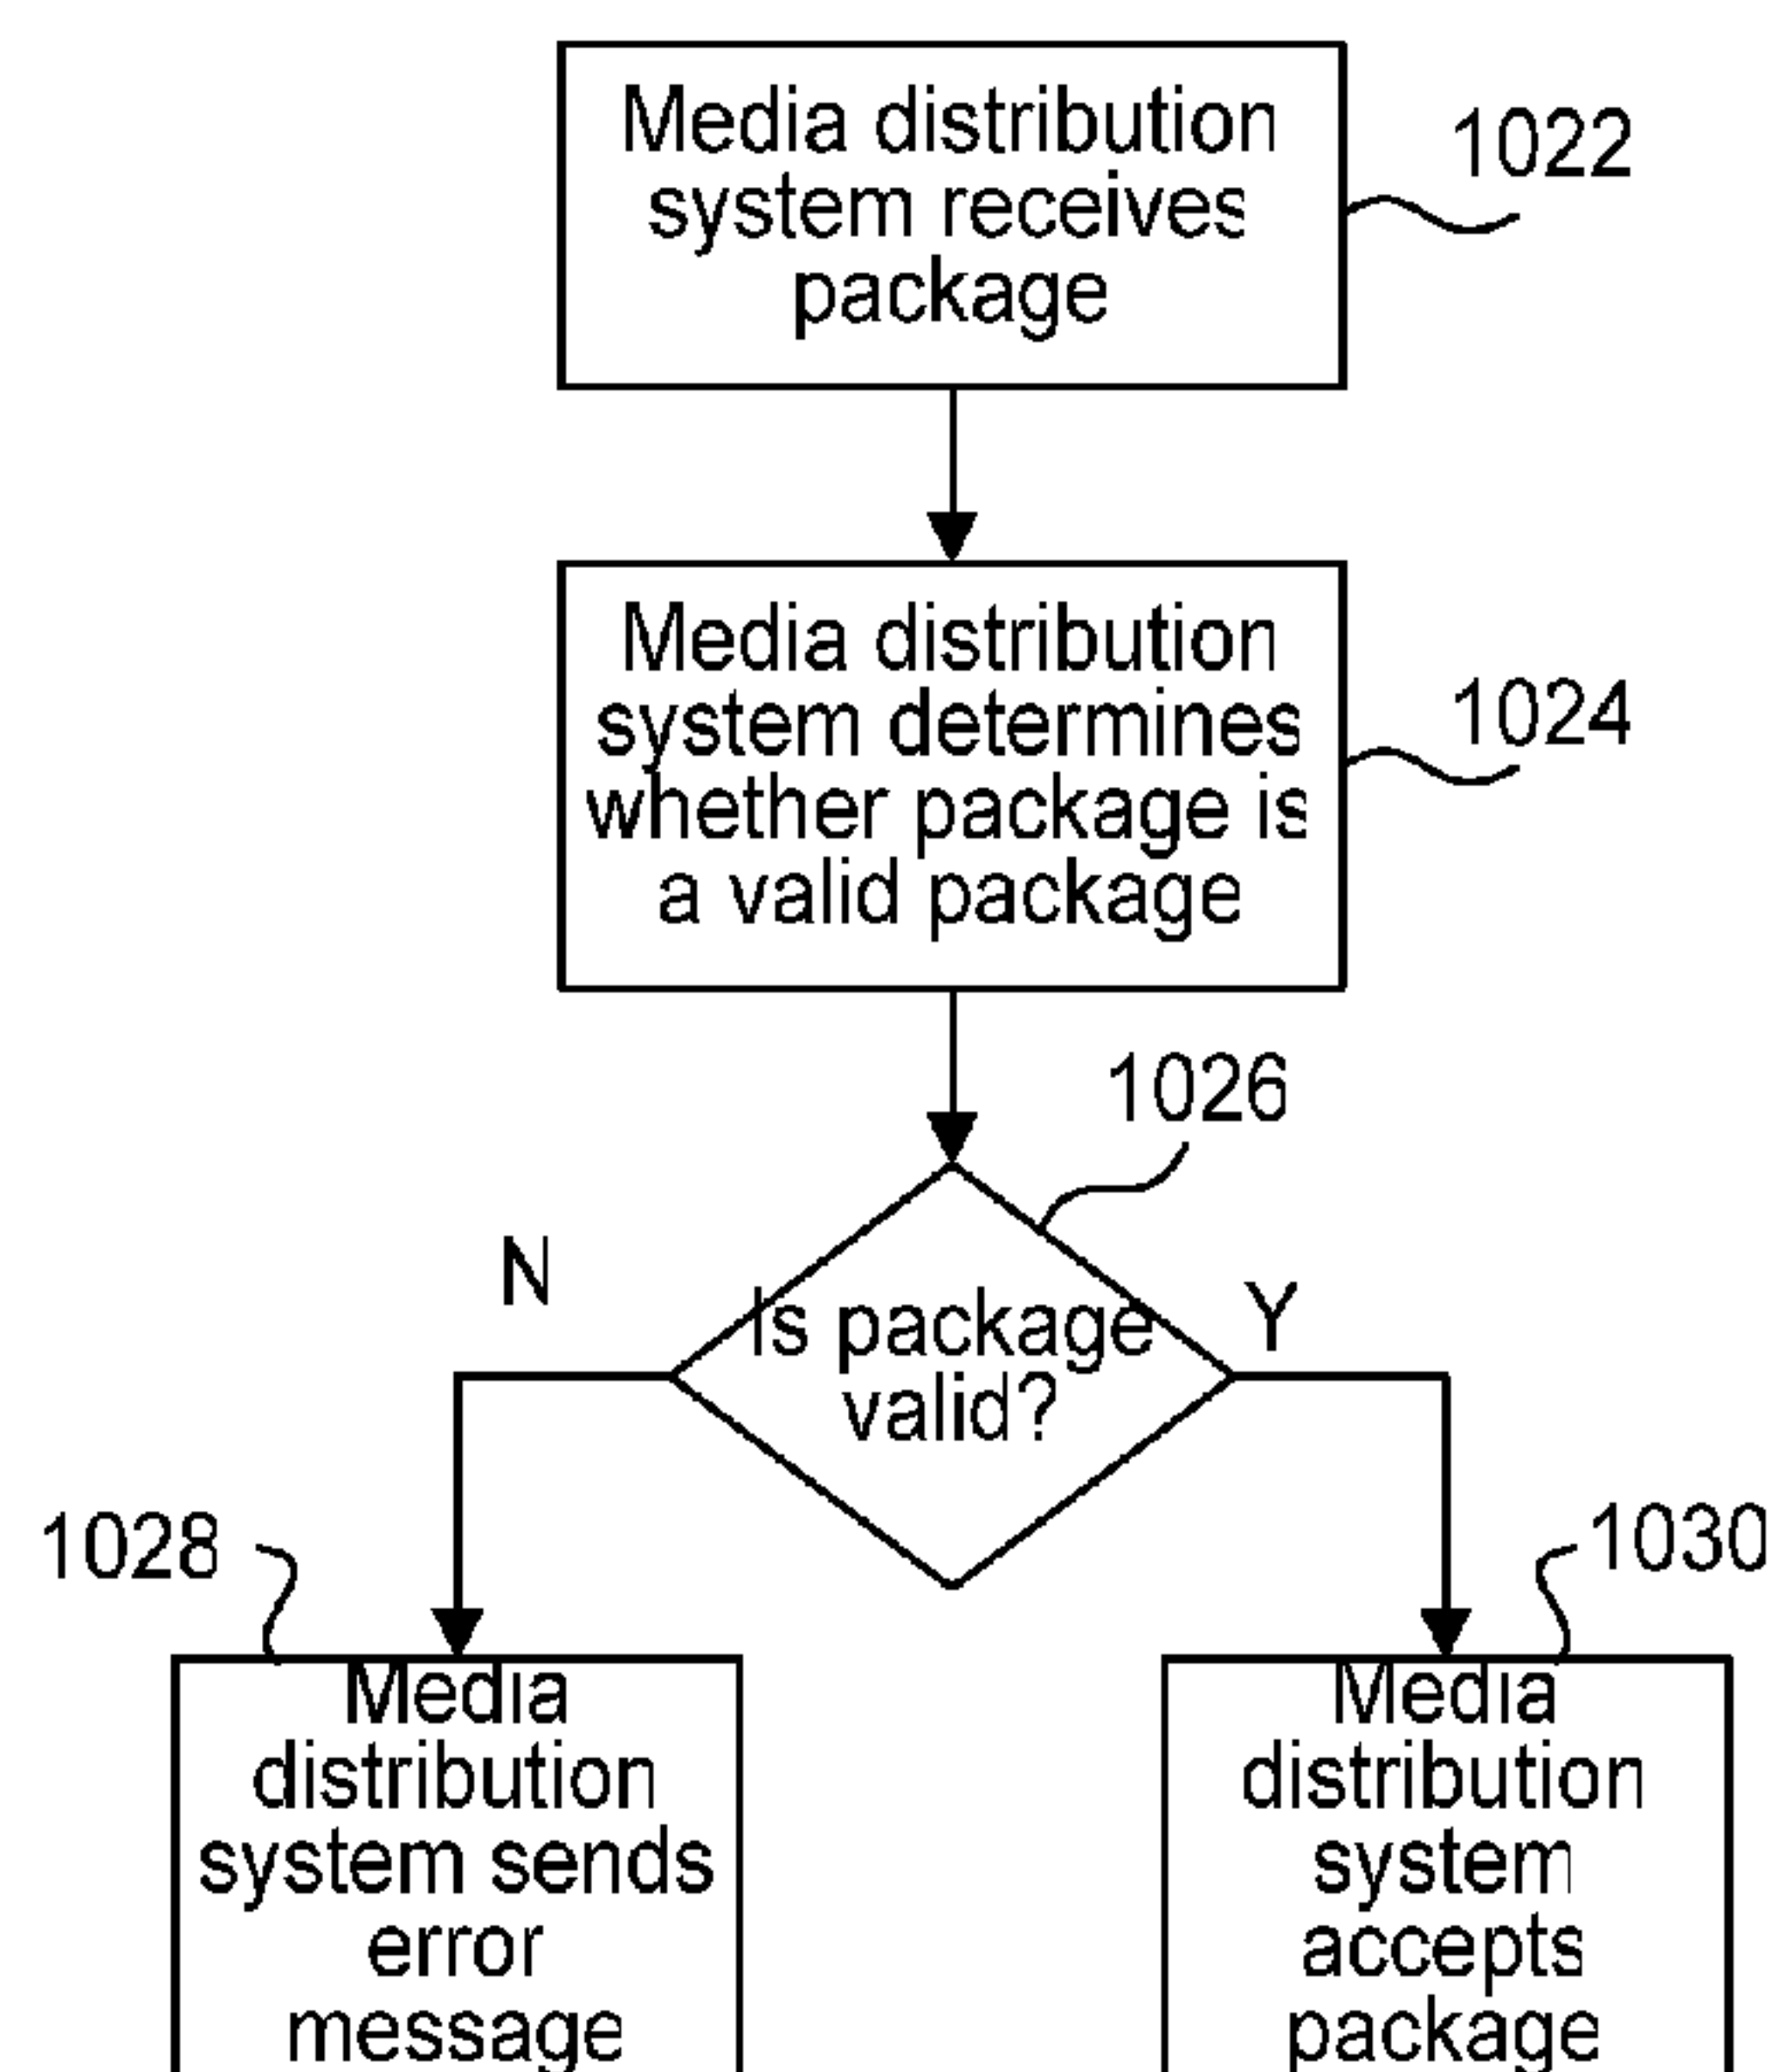 Media distribution
system receives
package
1022
Media distribution
system determines
whether package is
a valid package
1024
1026
N
Is package
valid?
Y
1028
1030
Media
distribution
system sends
error
message
Media
distribution
system
accepts
package